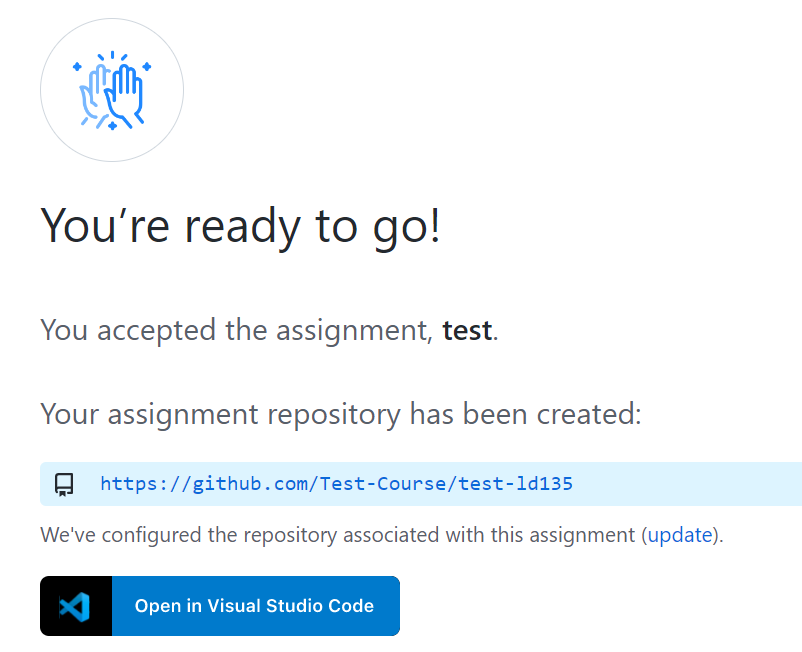 You’re ready to go!
You accepted the assignment, test.
Your assignment repository has been created:
https://github.com/Test-Course/test-ld135
We've configured the repository associated with this assignment (update).
Open in Visual Studio Code